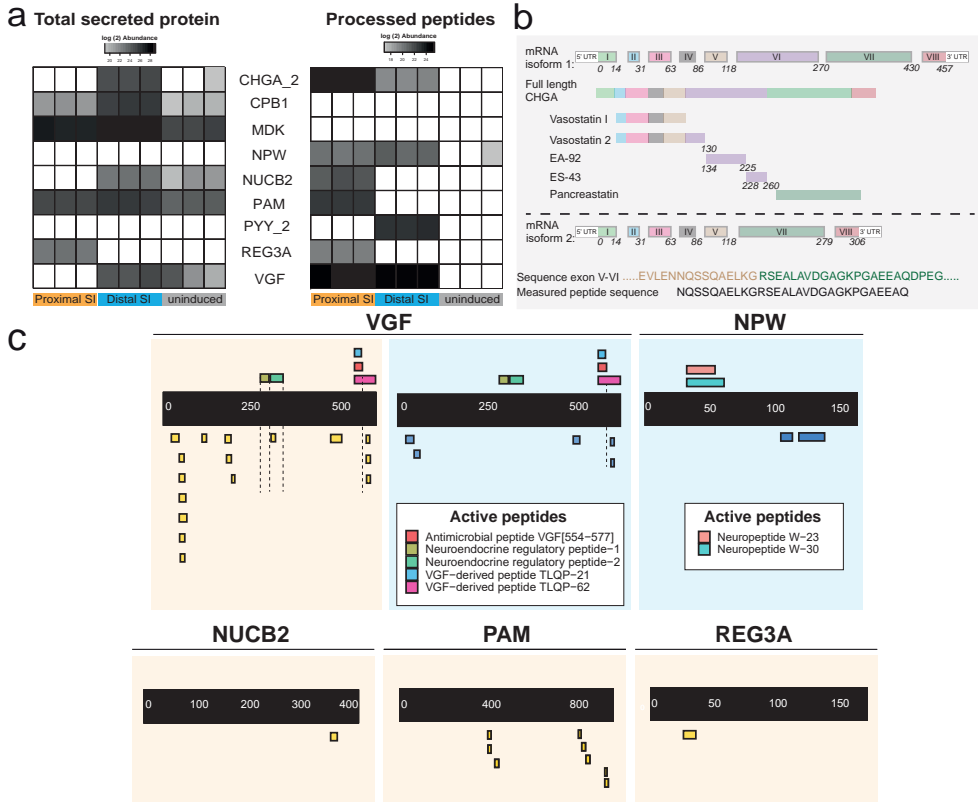 a
Total secreted protein
log (2) Abundance
20 22 24 26 28
Processed peptides
log (2) Abundance
18 20 22 24
CHGA_2
CPB1
MDK
NPW
NUCB2
PAM
PYY_2
REG3A
VGF
Proximal SI Distal SI uninduced
Proximal SI Distal SI uninduced
b
mRNA
isoform 1:
5' UTR I II III IV V VI VII VIII 3' UTR
0 14 31 63 86 118 270 430 457
Full length
CHGA
Vasostatin I
Vasostatin 2
130
EA-92
134 225
ES-43
228 260
Pancreastatin
mRNA
isoform 2:
5' UTR I II III IV V VII VIII 3' UTR
0 14 31 63 86 118 279 306
Sequence exon V-VI .....EVLENNQSSQAELKGRSEALAVDGAGKPGAEEAQDPEG.....
Measured peptide sequence NQSSQAELKGRSEALAVDGAGKPGAEEAQ
c
VGF
NPW
0 250 500
0 250 500
0 50 100 150
Active peptides
Antimicrobial peptide VGF[554-577]
Neuroendocrine regulatory peptide-1
Neuroendocrine regulatory peptide-2
VGF-derived peptide TLQP-21
VGF-derived peptide TLQP-62
Active peptides
Neuropeptide W-23
Neuropeptide W-30
NUCB2
PAM
REG3A
0 100 200 300 400
0 400 800
0 50 100 150